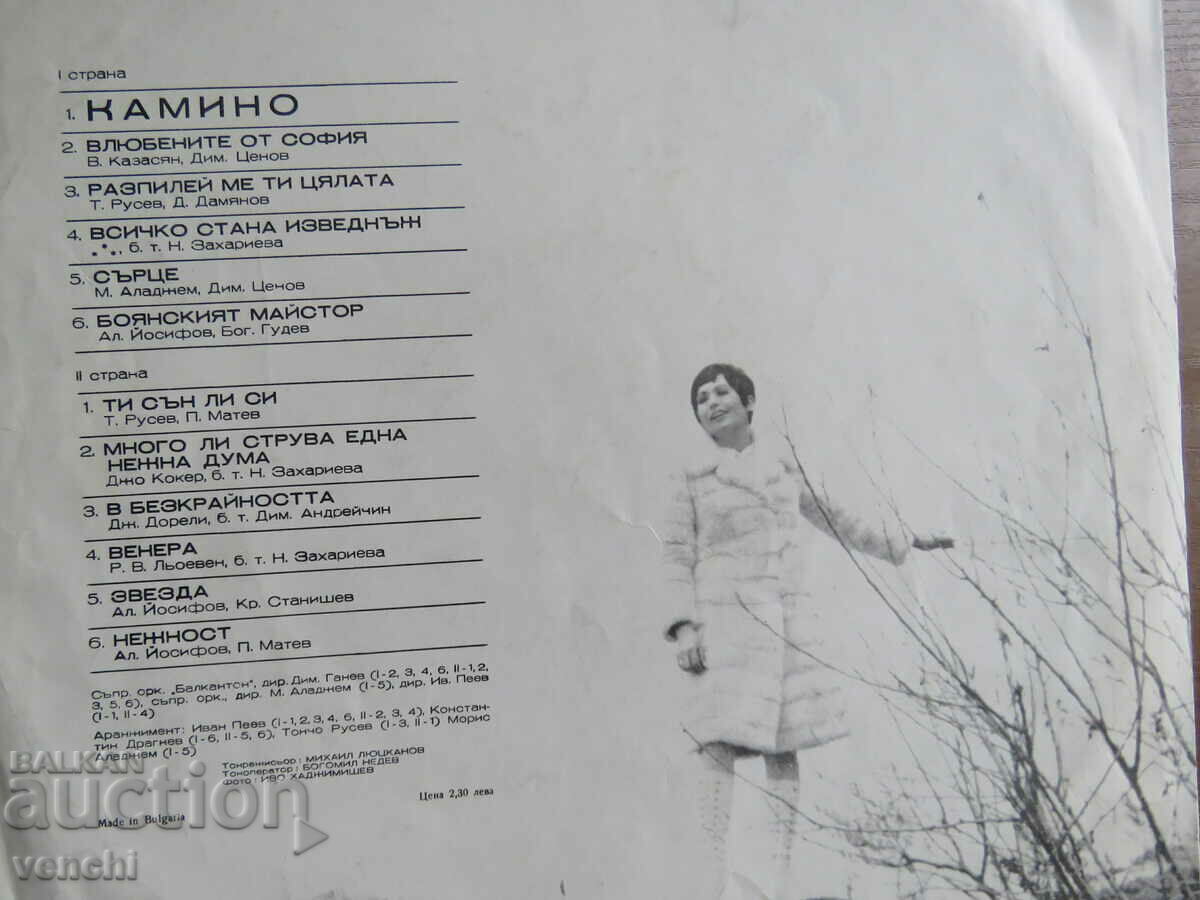 I страна
1. КАМИНО
2. ВЛЮБЕНИТЕ ОТ СОФИЯ
В. Казасян, Дим. Ценов
3. РАЗПИЛЕЙ МЕ ТИ ЦЯЛАТА
Т. Русев, Д. Дамянов
4. ВСИЧКО СТАНА ИЗВЕДНЪЖ
.*., б. т. Н. Захариева
5. СЪРЦЕ
М. Аладжем, Дим. Ценов
6. БОЯНСКИЯТ МАЙСТОР
Ал. Йосифов, Бог. Гудев
II страна
1. ТИ СЪН ЛИ СИ
Т. Русев, П. Матев
2. МНОГО ЛИ СТРУВА ЕДНА
НЕЖНА ДУМА
Джо Кокер, б. т. Н. Захариева
3. В БЕЗКРАЙНОСТТА
Дж. Дорели, б. т. Дим. Андрейчин
4. ВЕНЕРА
Р. В. Льоевен, б. т. Н. Захариева
5. ЗВЕЗДА
Ал. Йосифов, Кр. Станишев
6. НЕЖНОСТ
Ал. Йосифов, П. Матев
Съпр. орк. „Балкантон", дир. Дим. Ганев (I-2, 3, 4, 6, II-1, 2,
3, 5, 6), съпр. орк., дир. М. Аладжем (I-5), дир. Ив. Пеев
(I-1, II-4)
Аранжимент: Иван Пеев (I-1, 2, 3, 4, 6, II-2, 3, 4), Констан-
тин Драгнев (I-6, II-5, 6), Тончо Русев (I-3, II-1) Морис
Аладжем (I-5)
Тонрежисьор: МИХАИЛ ЛЮЦКАНОВ
Тоноператор: БОГОМИЛ НЕДЕВ
Фото: ИВО ХАДЖИМИШЕВ
Цена 2,30 лева
Made in Bulgaria
BALKAN
auction
venchi